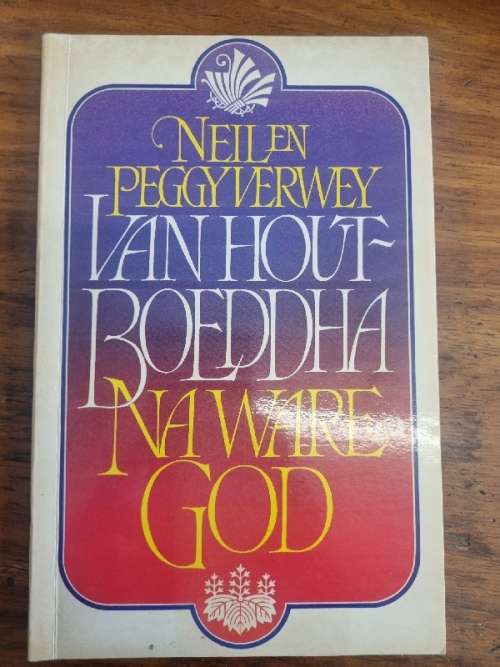 NEIL EN
PEGGY VERWEY
VAN HOUT-
BOEDDHA
NA WARE
GOD